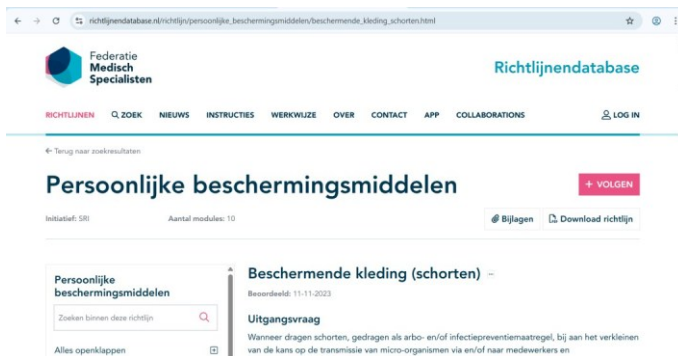 richtlijnendatabase.nl/richtlijn/persoonlijke_beschermingsmiddelen/beschermende_kleding_schorten.html
Federatie
Medisch
Specialisten
Richtlijnendatabase
RICHTLIJNEN ZOEK NIEUWS INSTRUCTIES WERKWIJZE OVER CONTACT APP COLLABORATIONS LOG IN
← Terug naar zoekresultaten
Persoonlijke beschermingsmiddelen
+ VOLGEN
Initiatief: SRI Aantal modules: 10
Bijlagen Download richtlijn
Persoonlijke
beschermingsmiddelen
Zoeken binnen deze richtlijn
Alles openklappen
Beschermende kleding (schorten) –
Beoordeeld: 11-11-2023
Uitgangsvraag
Wanneer dragen schorten, gedragen als arbo- en/of infectiepreventiemaatregel, bij aan het verkleinen
van de kans op de transmissie van micro-organismen via en/of naar medewerkers en